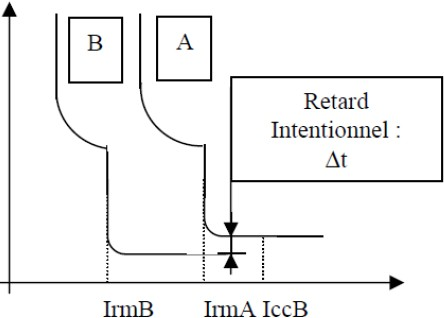 B
A
Retard
Intentionnel :
Δt
IrmB
IrmA IccB